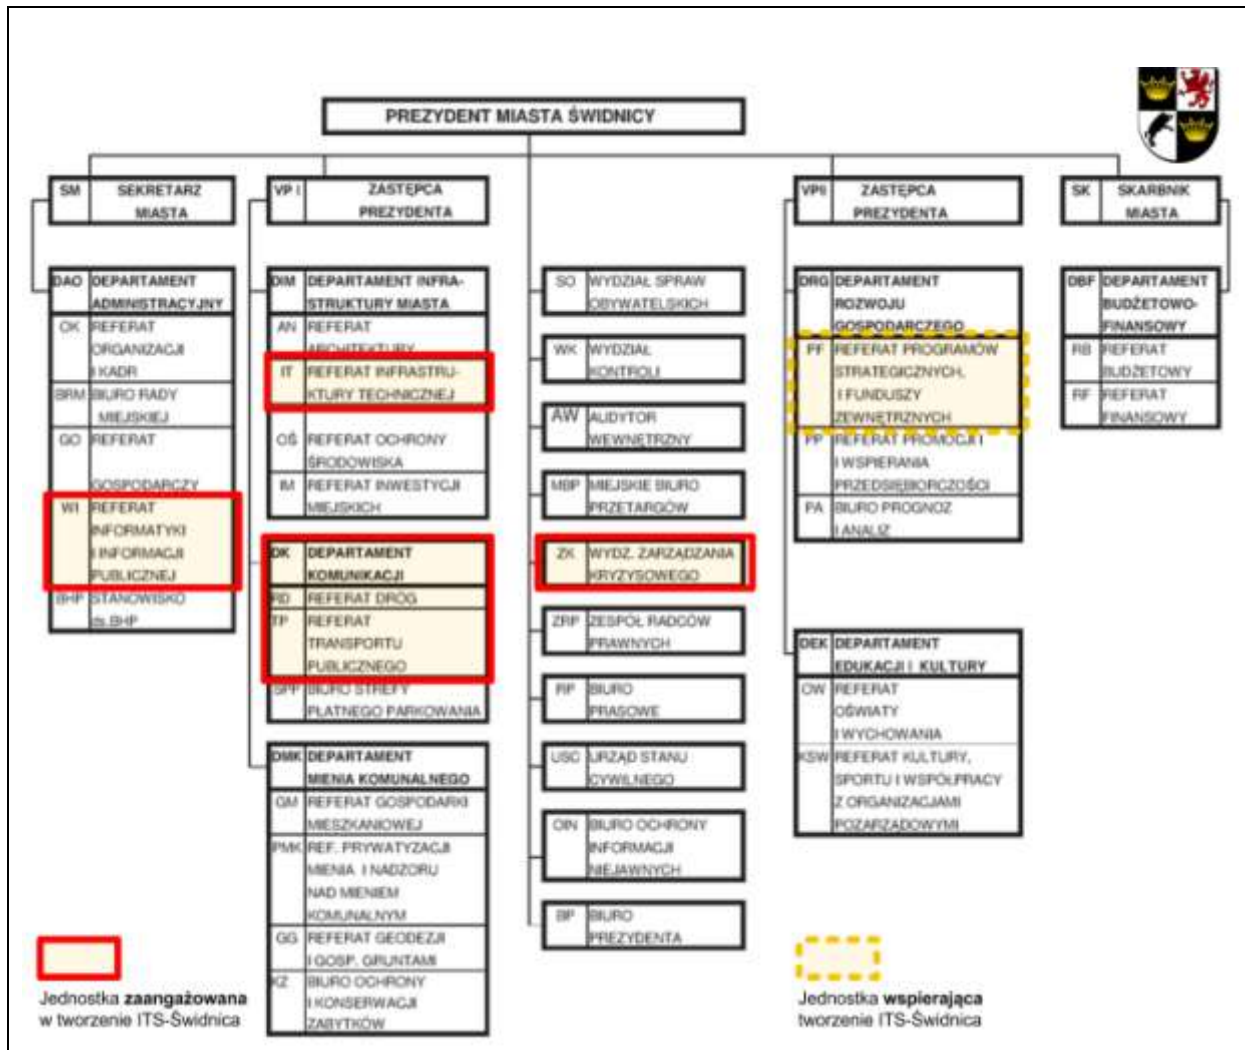 PREZYDENT MIASTA ŚWIDNICY
SM SEKRETARZ
MIASTA
DAO DEPARTAMENT
ADMINISTRACYJNY
OK REFERAT
ORGANIZACJI
I KADR
BRM BIURO RADY
MIEJSKIEJ
GO REFERAT
GOSPODARCZY
WI REFERAT
INFORMATYKI
I INFORMACJI
PUBLICZNEJ
BHP STANOWISKO
ds.BHP
VP I ZASTĘPCA
PREZYDENTA
DIM DEPARTAMENT INFRA-
STRUKTURY MIASTA
AN REFERAT
ARCHITEKTURY
IT REFERAT INFRASTRU-
KTURY TECHNICZNEJ
OŚ REFERAT OCHRONY
ŚRODOWISKA
IM REFERAT INWESTYCJI
MIEJSKICH
DK DEPARTAMENT
KOMUNIKACJI
RD REFERAT DRÓG
TP REFERAT
TRANSPORTU
PUBLICZNEGO
SPP BIURO STREFY
PŁATNEGO PARKOWANIA
DMK DEPARTAMENT
MIENIA KOMUNALNEGO
GM REFERAT GOSPODARKI
MIESZKANIOWEJ
PMK REF. PRYWATYZACJI
MIENIA I NADZORU
NAD MIENIEM
KOMUNALNYM
GG REFERAT GEODEZJI
I GOSP. GRUNTAMI
KZ BIURO OCHRONY
I KONSERWACJI
ZABYTKÓW
SO WYDZIAŁ SPRAW
OBYWATELSKICH
WK WYDZIAŁ
KONTROLI
AW AUDYTOR
WEWNĘTRZNY
MBP MIEJSKIE BIURO
PRZETARGÓW
ZK WYDZ. ZARZĄDZANIA
KRYZYSOWEGO
ZRP ZESPÓŁ RADCÓW
PRAWNYCH
RP BIURO
PRASOWE
USC URZĄD STANU
CYWILNEGO
OIN BIURO OCHRONY
INFORMACJI
NIEJAWNYCH
BP BIURO
PREZYDENTA
VPII ZASTĘPCA
PREZYDENTA
DRG DEPARTAMENT
ROZWOJU
GOSPODARCZEGO
PF REFERAT PROGRAMÓW
STRATEGICZNYCH,
I FUNDUSZY
ZEWNĘTRZNYCH
PP REFERAT PROMOCJI I
I WSPIERANIA
PRZEDSIĘBIORCZOŚCI
PA BIURO PROGNOZ
I ANALIZ
DEK DEPARTAMENT
EDUKACJI I KULTURY
OW REFERAT
OŚWIATY
I WYCHOWANIA
KSW REFERAT KULTURY,
SPORTU I WSPÓŁPRACY
Z ORGANIZACJAMI
POZARZĄDOWYMI
SK SKARBNIK
MIASTA
DBF DEPARTAMENT
BUDŻETOWO-
FINANSOWY
RB REFERAT
BUDŻETOWY
RF REFERAT
FINANSOWY
Jednostka zaangażowana
w tworzenie ITS-Świdnica
Jednostka wspierająca
tworzenie ITS-Świdnica